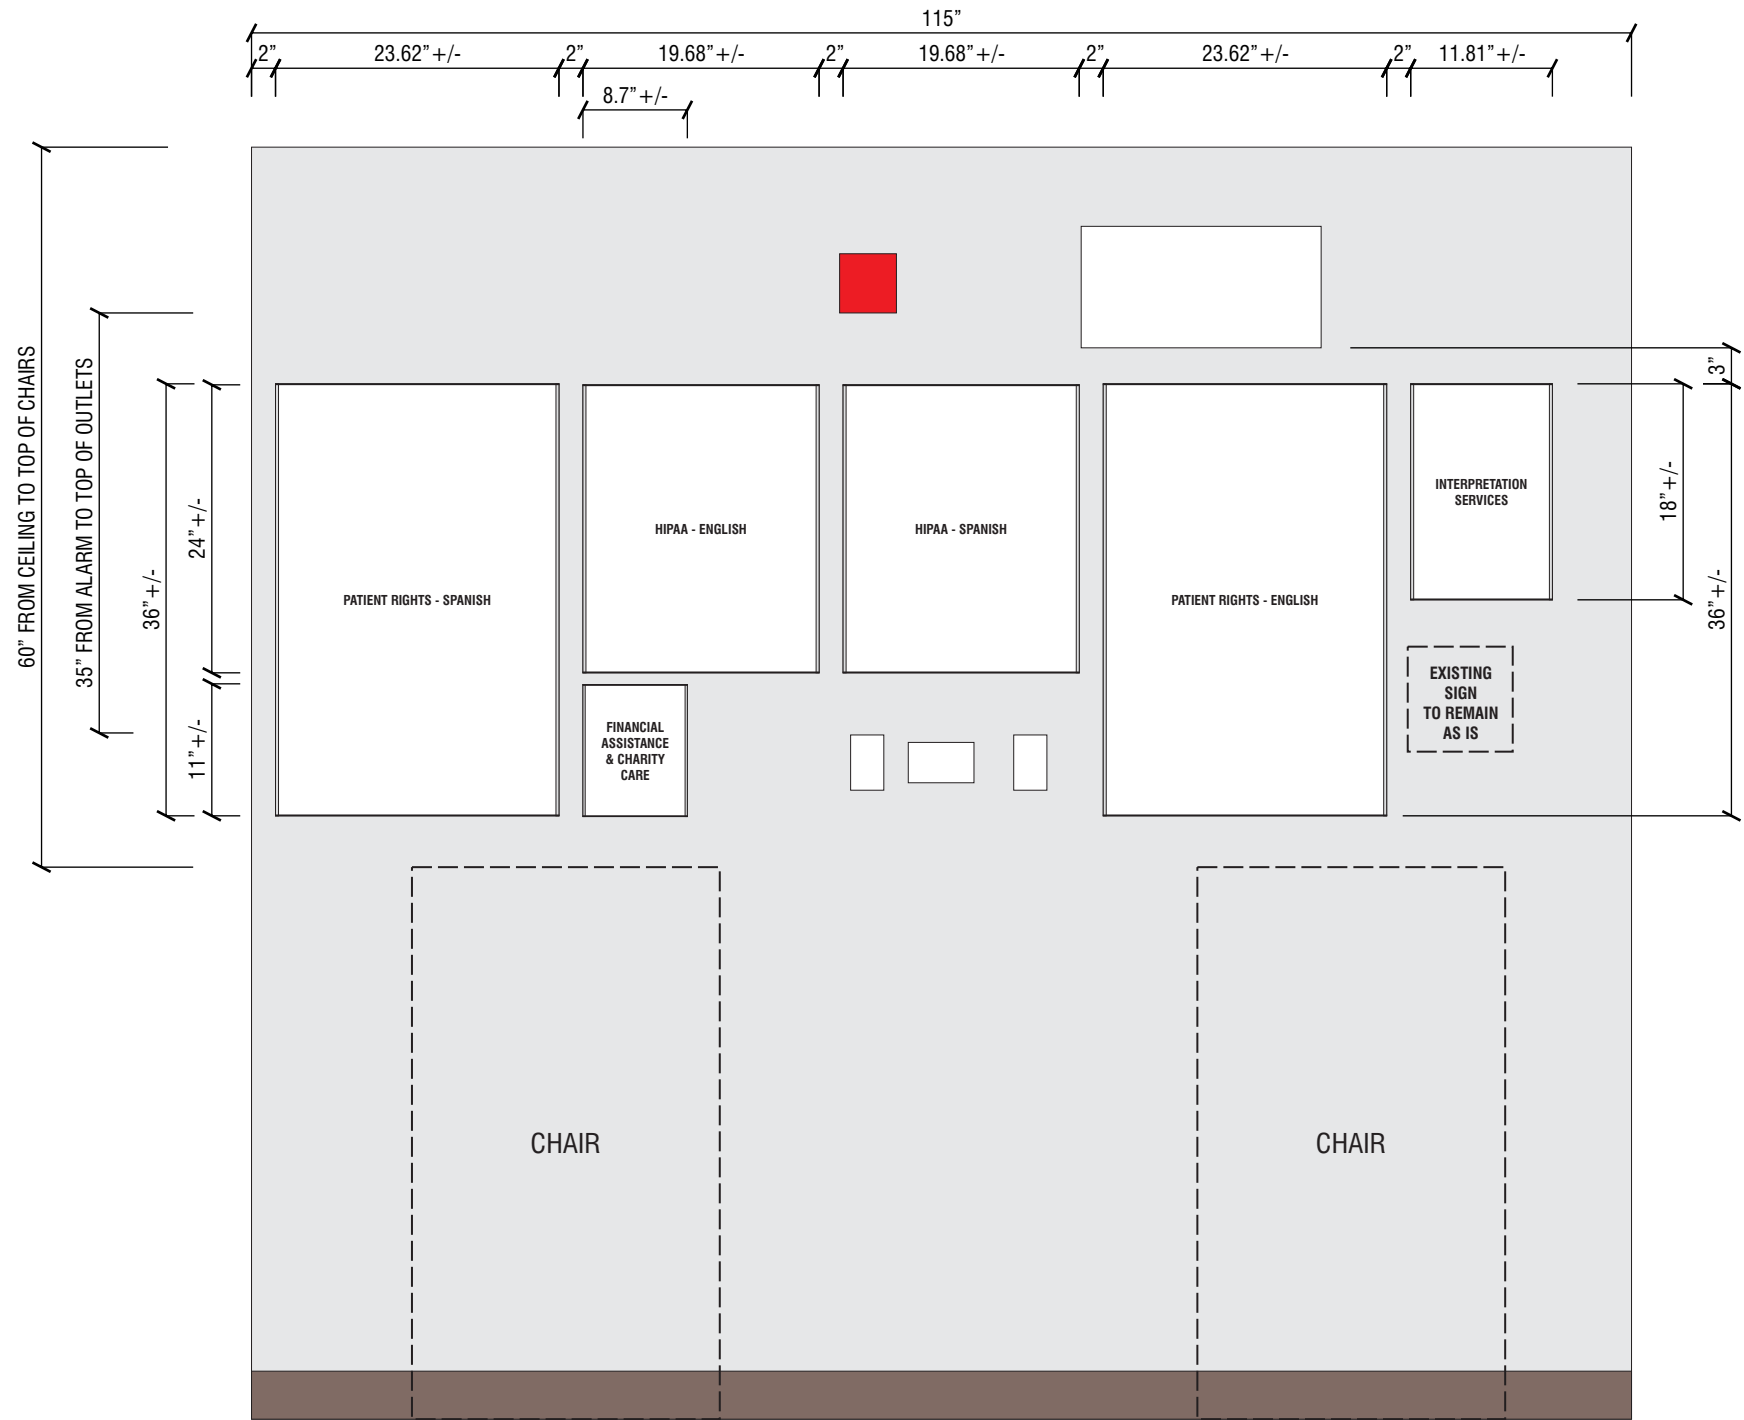 115”
2”
23.62”+/-
2”
19.68”+/-
2”
19.68”+/-
2”
23.62”+/-
2”
11.81”+/-
8.7”+/-
60” FROM CEILING TO TOP OF CHAIRS
35” FROM ALARM TO TOP OF OUTLETS
36”+/-
24”+/-
11”+/-
PATIENT RIGHTS - SPANISH
HIPAA - ENGLISH
FINANCIAL
ASSISTANCE
& CHARITY
CARE
HIPAA - SPANISH
PATIENT RIGHTS - ENGLISH
INTERPRETATION
SERVICES
EXISTING
SIGN
TO REMAIN
AS IS
3”
18”+/-
36”+/-
CHAIR
CHAIR